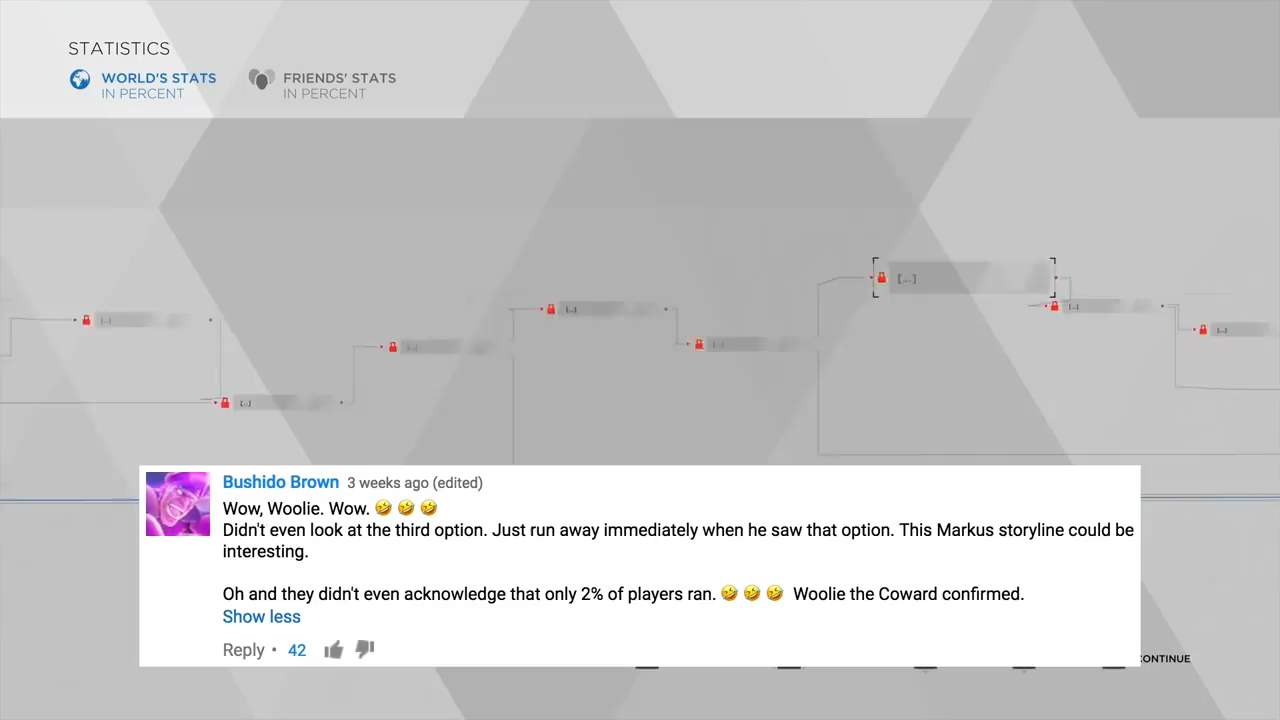 STATISTICS
WORLD'S STATS
IN PERCENT
FRIENDS' STATS
IN PERCENT
[...]
[...]
[...]
[...]
[...]
[...]
[...]
[...]
Bushido Brown 3 weeks ago (edited)
Wow, Woolie. Wow. 🤣 🤣 🤣
Didn't even look at the third option. Just run away immediately when he saw that option. This Markus storyline could be
interesting.
Oh and they didn't even acknowledge that only 2% of players ran. 🤣 🤣 🤣 Woolie the Coward confirmed.
Show less
Reply • 42
CONTINUE